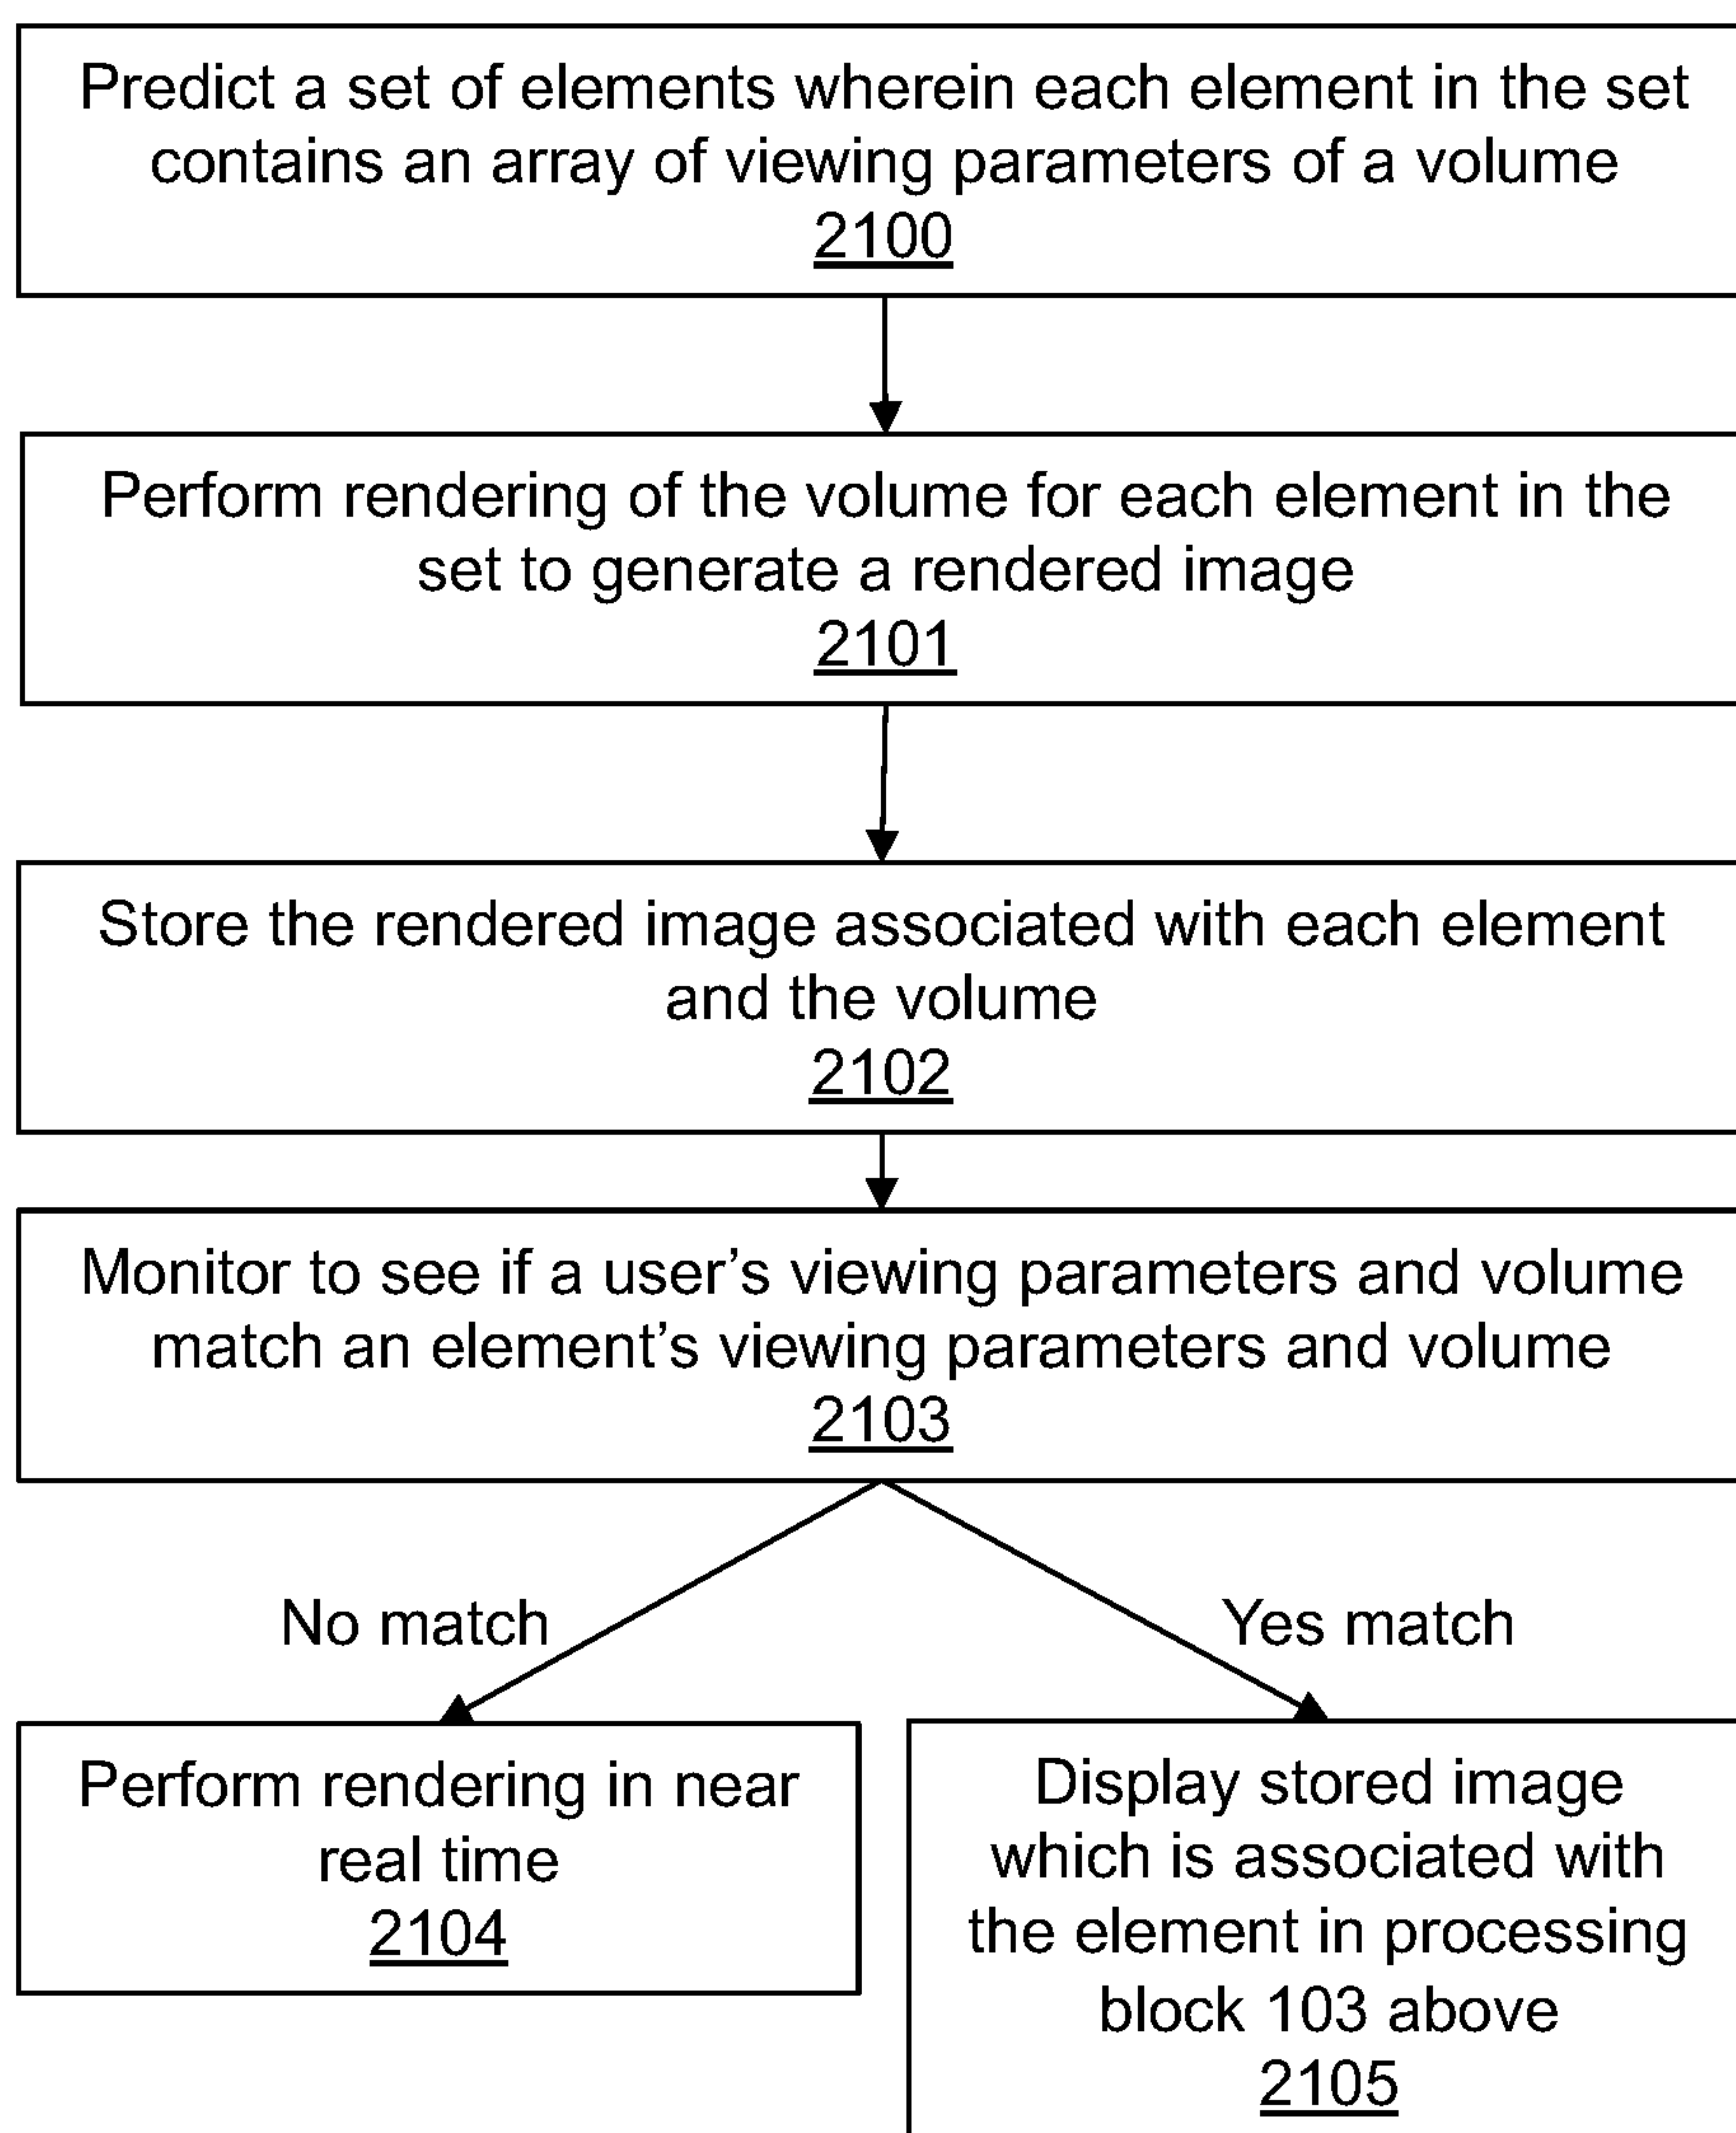 Predict a set of elements wherein each element in the set
contains an array of viewing parameters of a volume
2100
Perform rendering of the volume for each element in the
set to generate a rendered image
2101
Store the rendered image associated with each element
and the volume
2102
Monitor to see if a user's viewing parameters and volume
match an element's viewing parameters and volume
2103
No match
Yes match
Perform rendering in near
real time
2104
Display stored image
which is associated with
the element in processing
block 103 above
2105